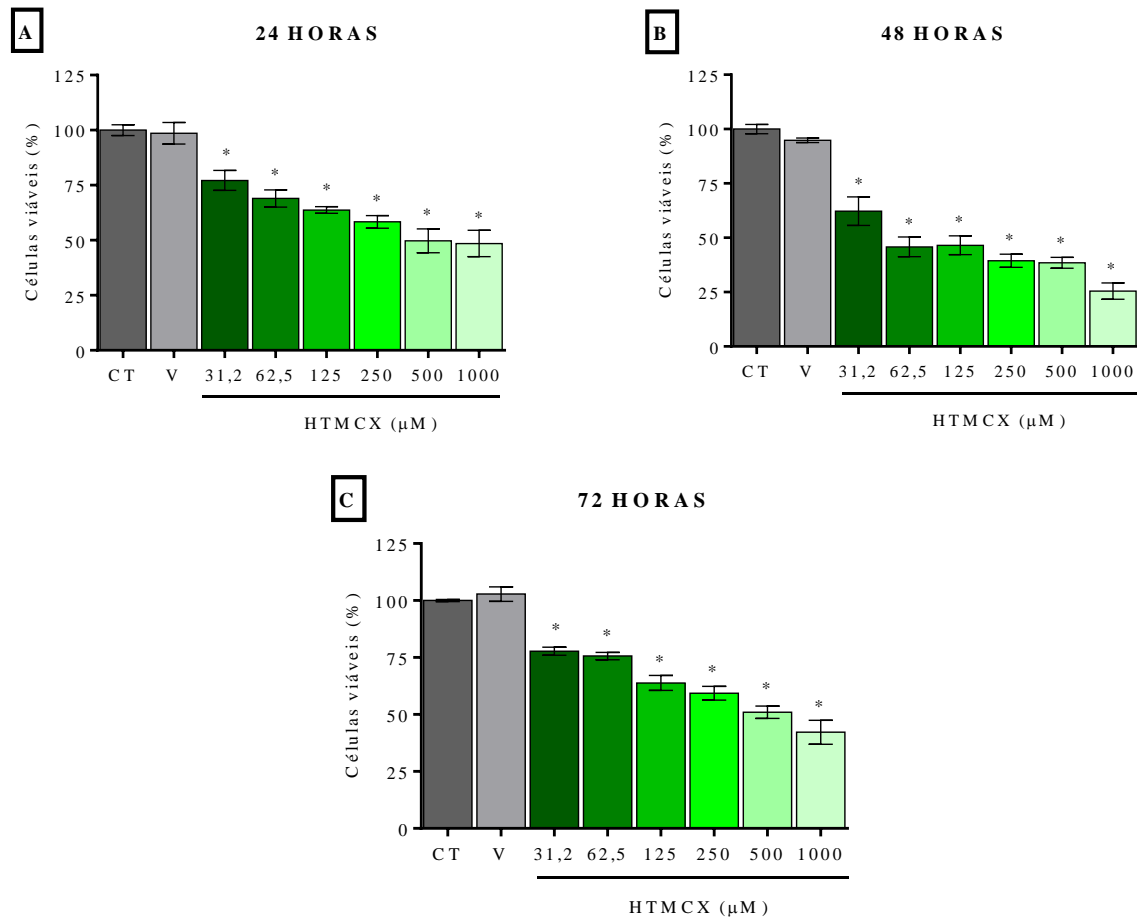 A
24 HORAS
Células viáveis (%)
125
100
75
50
25
0
* * * * * *
CT V 31,2 62,5 125 250 500 1000
HTMCX (μM)
B
48 HORAS
Células viáveis (%)
125
100
75
50
25
0
* * * * * *
CT V 31,2 62,5 125 250 500 1000
HTMCX (μM)
C
72 HORAS
Células viáveis (%)
125
100
75
50
25
0
* * * * * *
CT V 31,2 62,5 125 250 500 1000
HTMCX (μM)